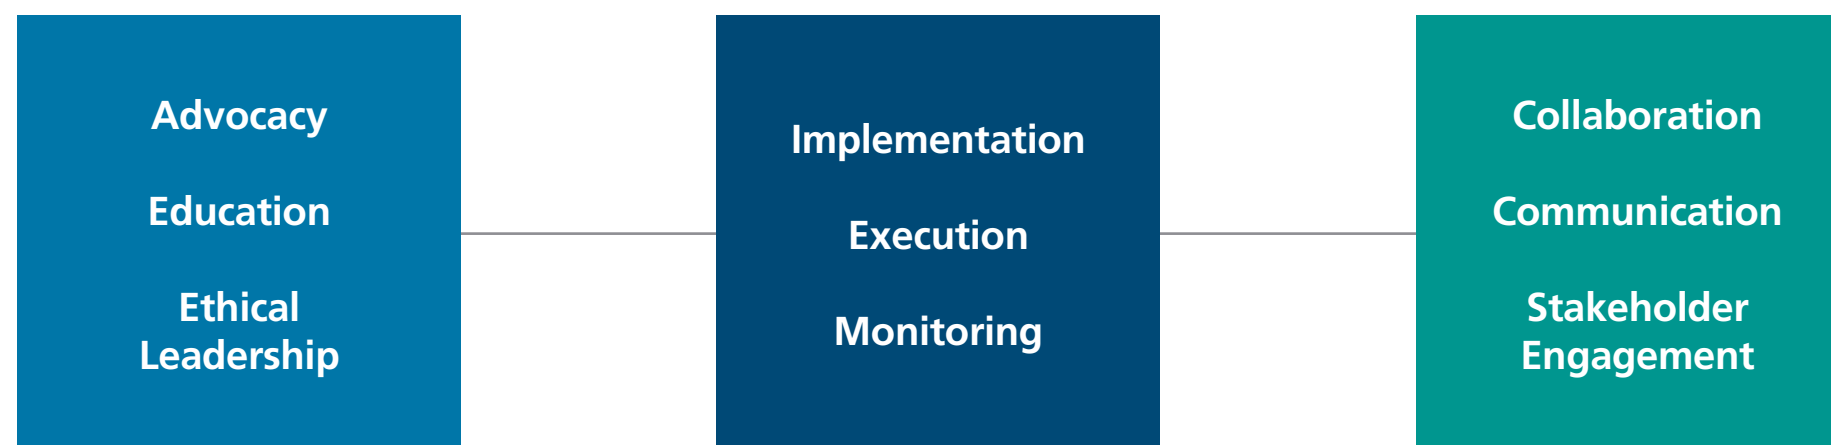 Advocacy
Education
Ethical
Leadership
Implementation
Execution
Monitoring
Collaboration
Communication
Stakeholder
Engagement